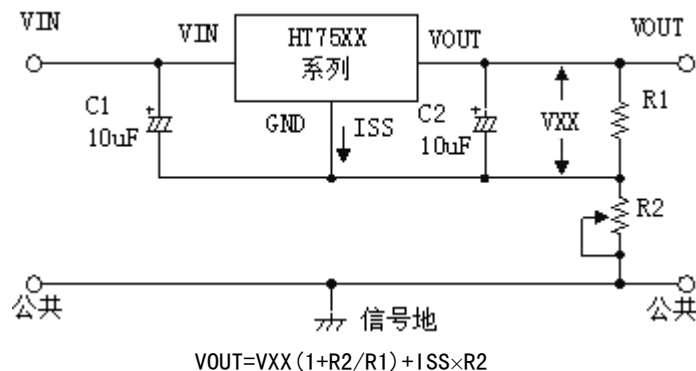 VIN
VIN
HT75XX
系列
VOUT
VOUT
C1
10uF
GND
ISS
C2
10uF
VXX
R1
R2
公共
信号地
公共
VOUT=VXX(1+R2/R1)+ISS×R2